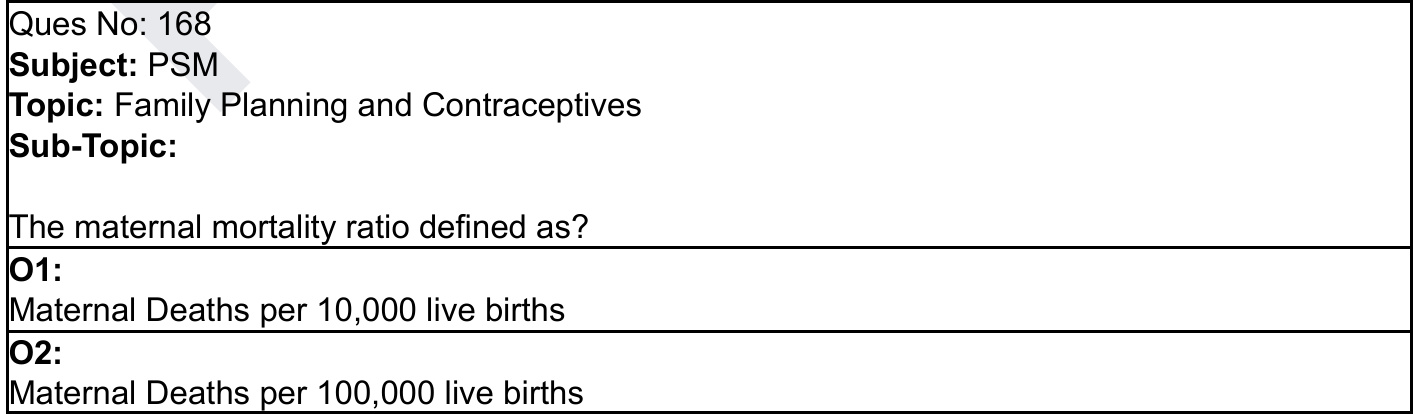 Ques No: 168
Subject: PSM
Topic: Family Planning and Contraceptives
Sub-Topic:
The maternal mortality ratio defined as?
O1:
Maternal Deaths per 10,000 live births
O2:
Maternal Deaths per 100,000 live births